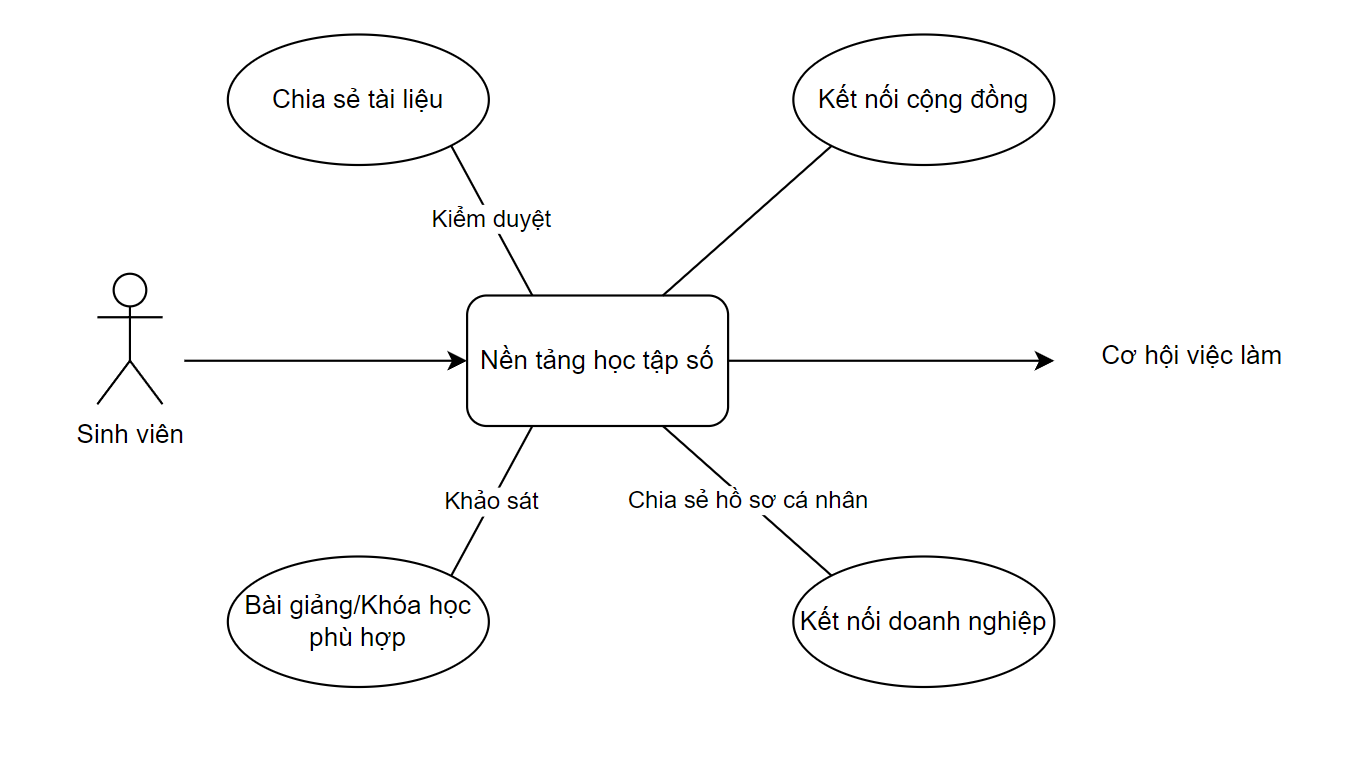 Chia sẻ tài liệu
Kết nối cộng đồng
Kiểm duyệt
Nền tảng học tập số
Cơ hội việc làm
Sinh viên
Khảo sát
Chia sẻ hồ sơ cá nhân
Bài giảng/Khóa học
phù hợp
Kết nối doanh nghiệp